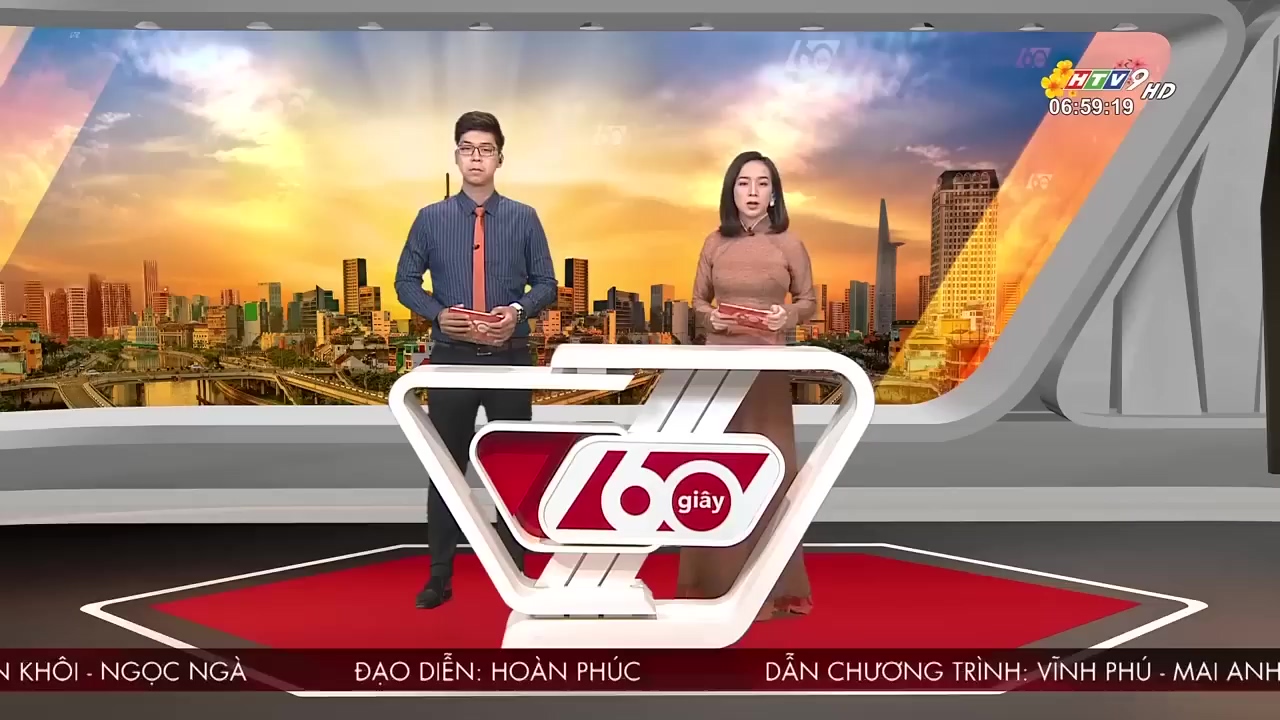 HTV9 HD
06:59:19
60 giây
N KHÔI - NGỌC NGÀ
ĐẠO DIỄN: HOÀN PHÚC
DẪN CHƯƠNG TRÌNH: VĨNH PHÚ - MAI ANH